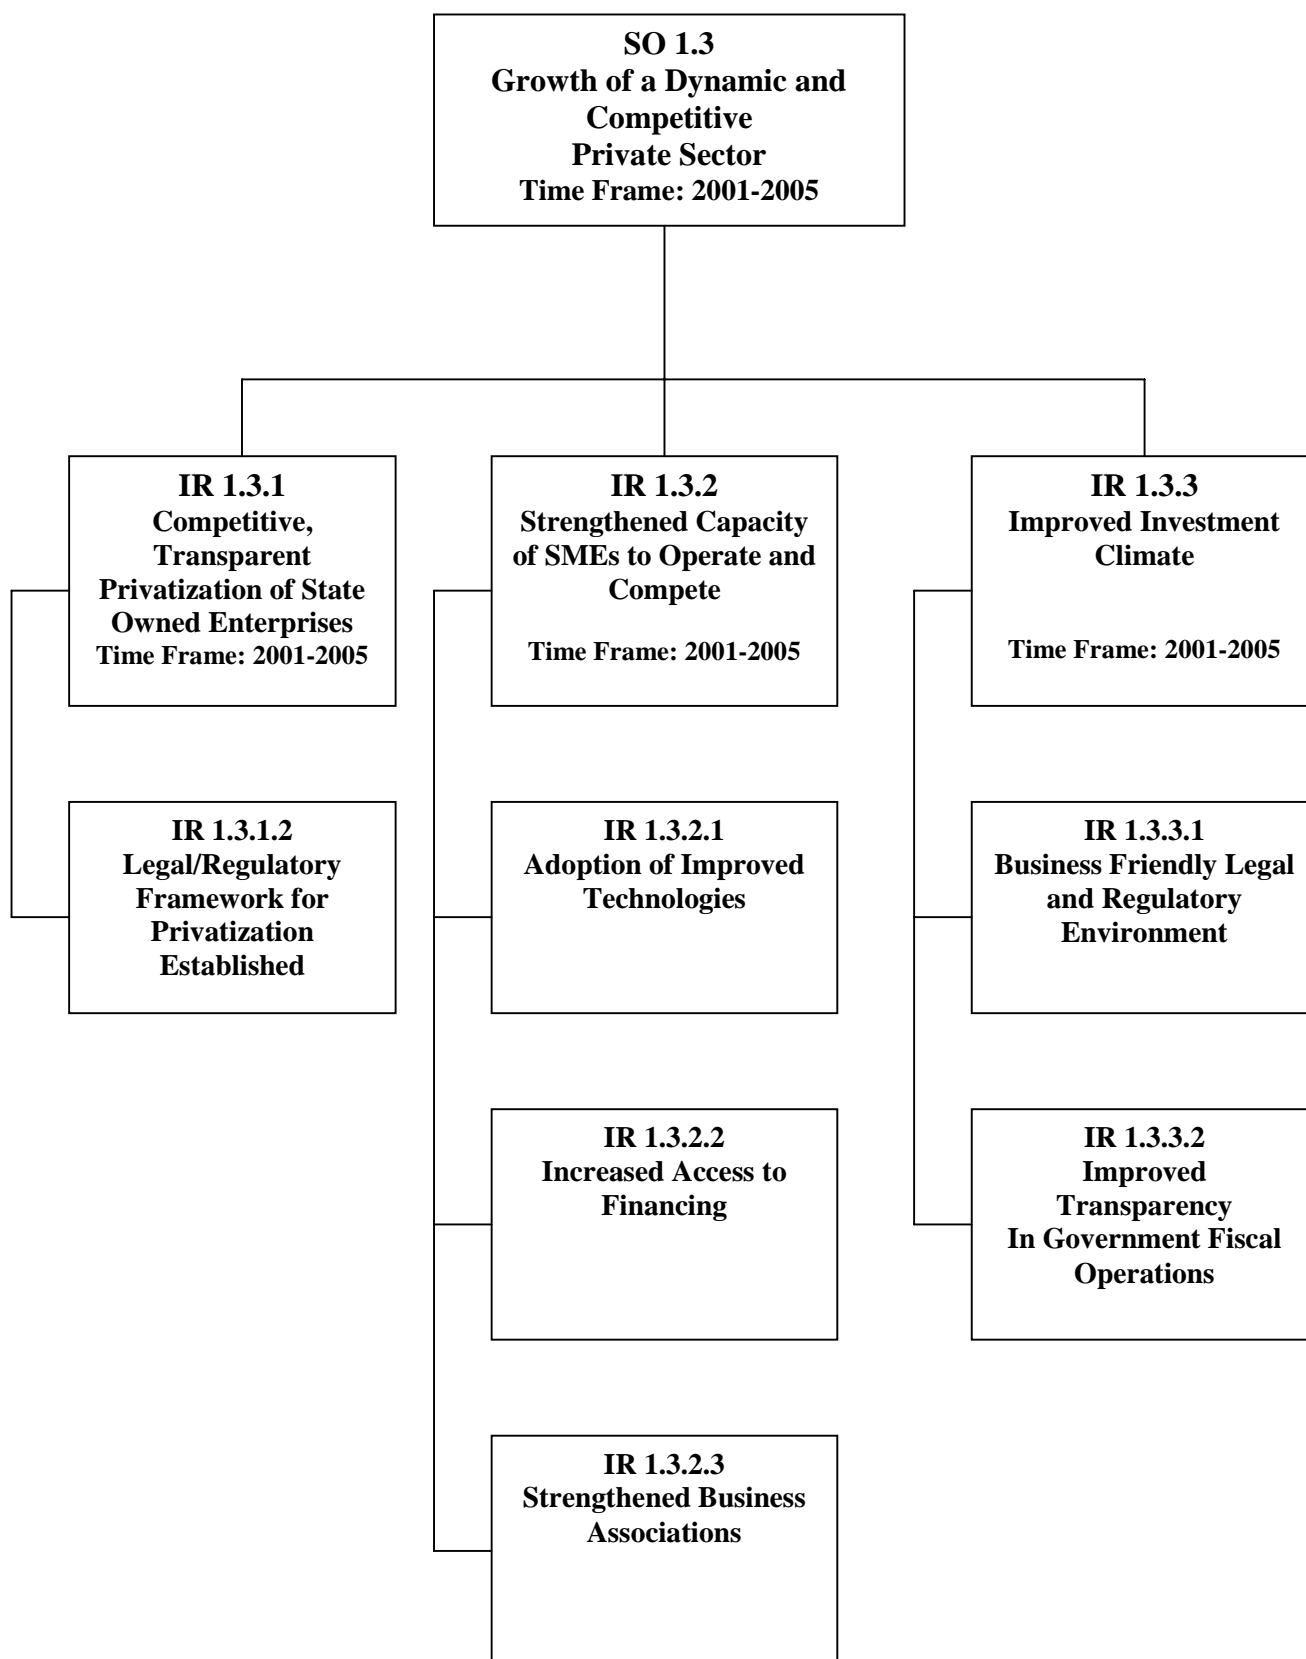 SO 1.3
Growth of a Dynamic and
Competitive
Private Sector
Time Frame: 2001-2005
IR 1.3.1
Competitive,
Transparent
Privatization of State
Owned Enterprises
Time Frame: 2001-2005
IR 1.3.2
Strengthened Capacity
of SMEs to Operate and
Compete
Time Frame: 2001-2005
IR 1.3.3
Improved Investment
Climate
Time Frame: 2001-2005
IR 1.3.1.2
Legal/Regulatory
Framework for
Privatization
Established
IR 1.3.2.1
Adoption of Improved
Technologies
IR 1.3.3.1
Business Friendly Legal
and Regulatory
Environment
IR 1.3.2.2
Increased Access to
Financing
IR 1.3.3.2
Improved
Transparency
In Government Fiscal
Operations
IR 1.3.2.3
Strengthened Business
Associations